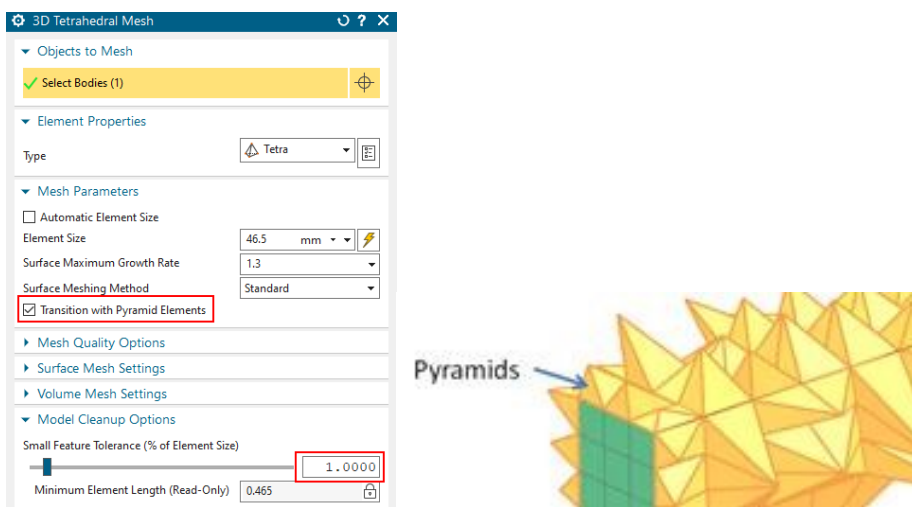 3D Tetrahedral Mesh
Objects to Mesh
Select Bodies (1)
Element Properties
Type Tetra
Mesh Parameters
Automatic Element Size
Element Size 46.5 mm
Surface Maximum Growth Rate 1.3
Surface Meshing Method Standard
Transition with Pyramid Elements
Mesh Quality Options
Surface Mesh Settings
Volume Mesh Settings
Model Cleanup Options
Small Feature Tolerance (% of Element Size)
1.0000
Minimum Element Length (Read-Only) 0.465
Pyramids